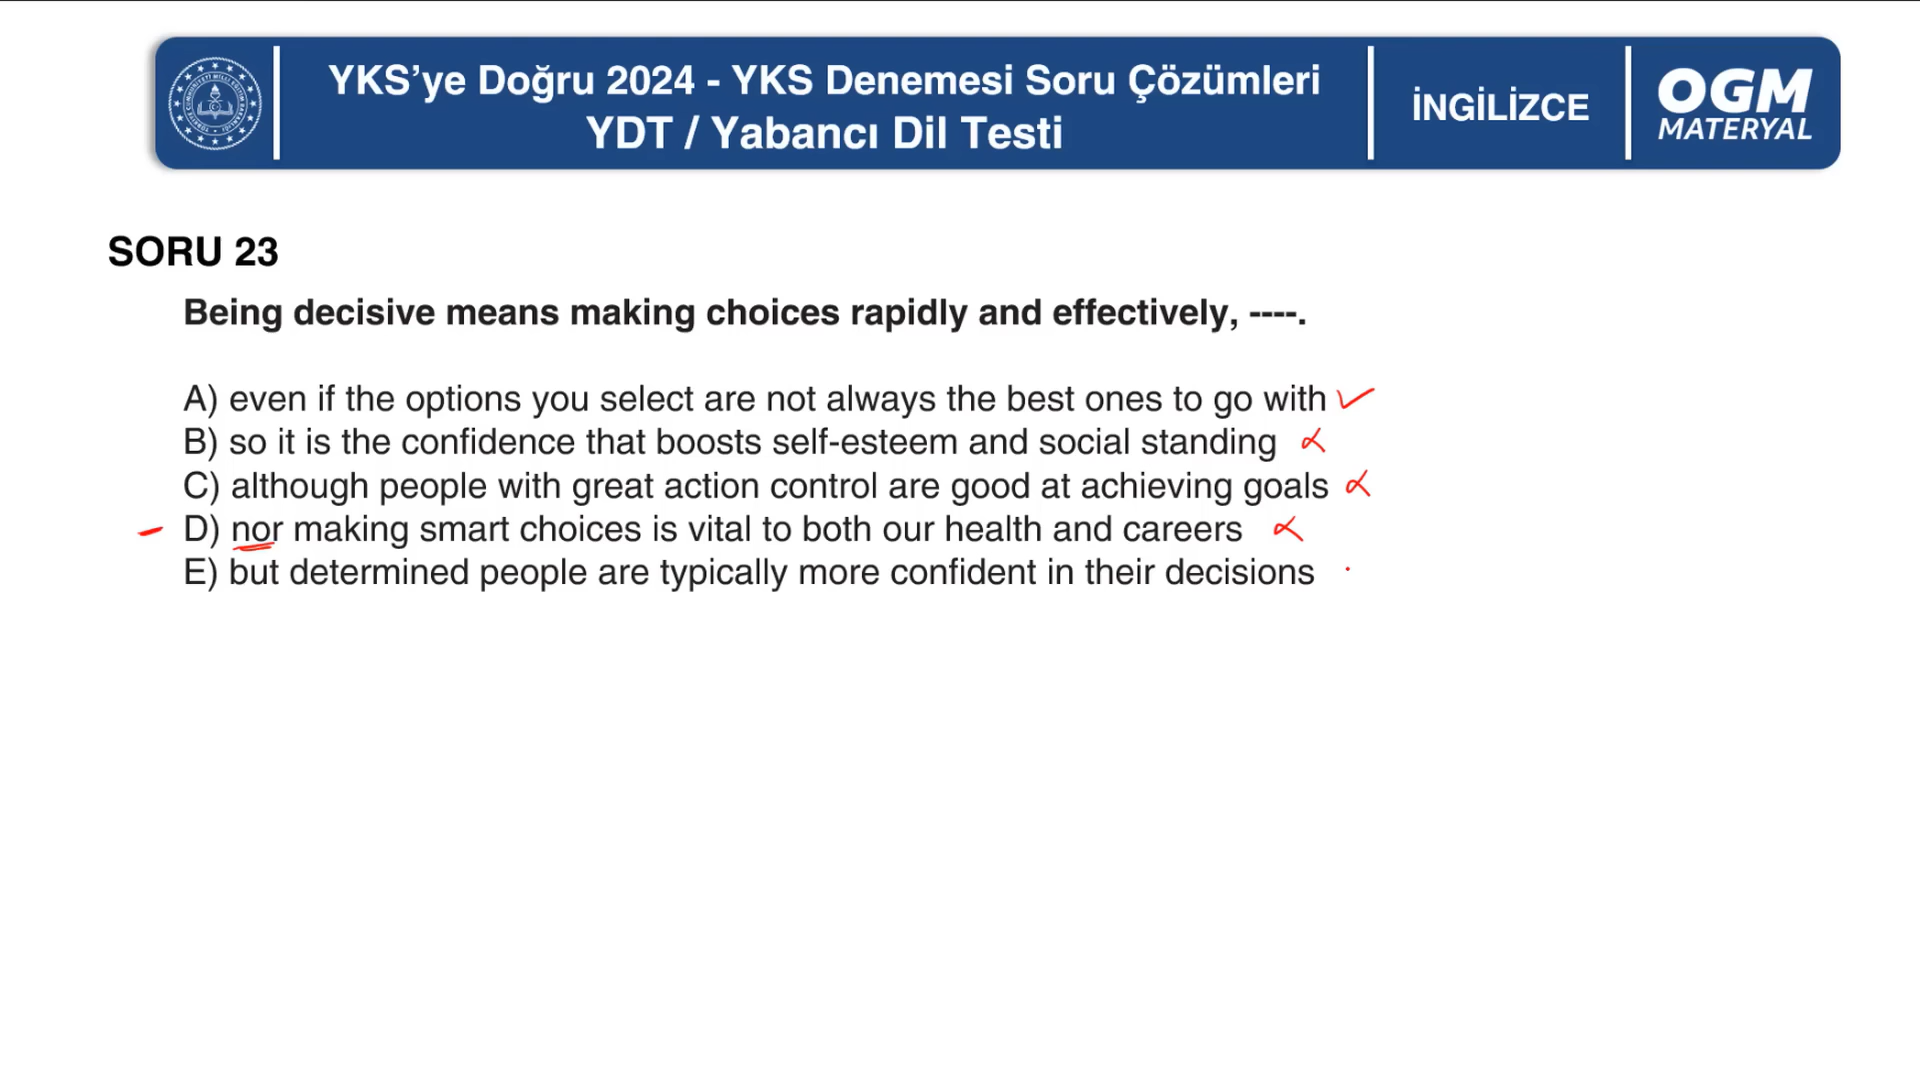 YKS’ye Doğru 2024 - YKS Denemesi Soru Çözümleri
YDT / Yabancı Dil Testi
İNGİLİZCE
OGM
MATERYAL
SORU 23
Being decisive means making choices rapidly and effectively, ----.
A) even if the options you select are not always the best ones to go with
B) so it is the confidence that boosts self-esteem and social standing
C) although people with great action control are good at achieving goals
D) nor making smart choices is vital to both our health and careers
E) but determined people are typically more confident in their decisions